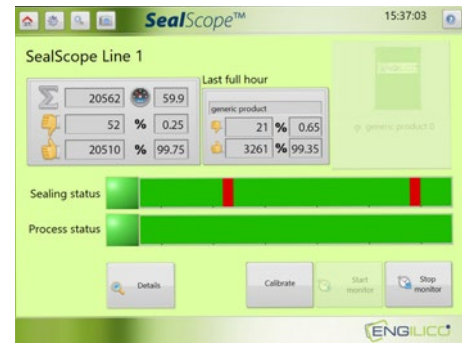 SealScope™
15:37:03
SealScope Line 1
Last full hour
20562 59.9
generic product
52 % 0.25
21 % 0.65
20510 % 99.75
3261 % 99.35
generic product 0
Sealing status
Process status
Details
Calibrate
Start monitor
Stop monitor
ENGILICO